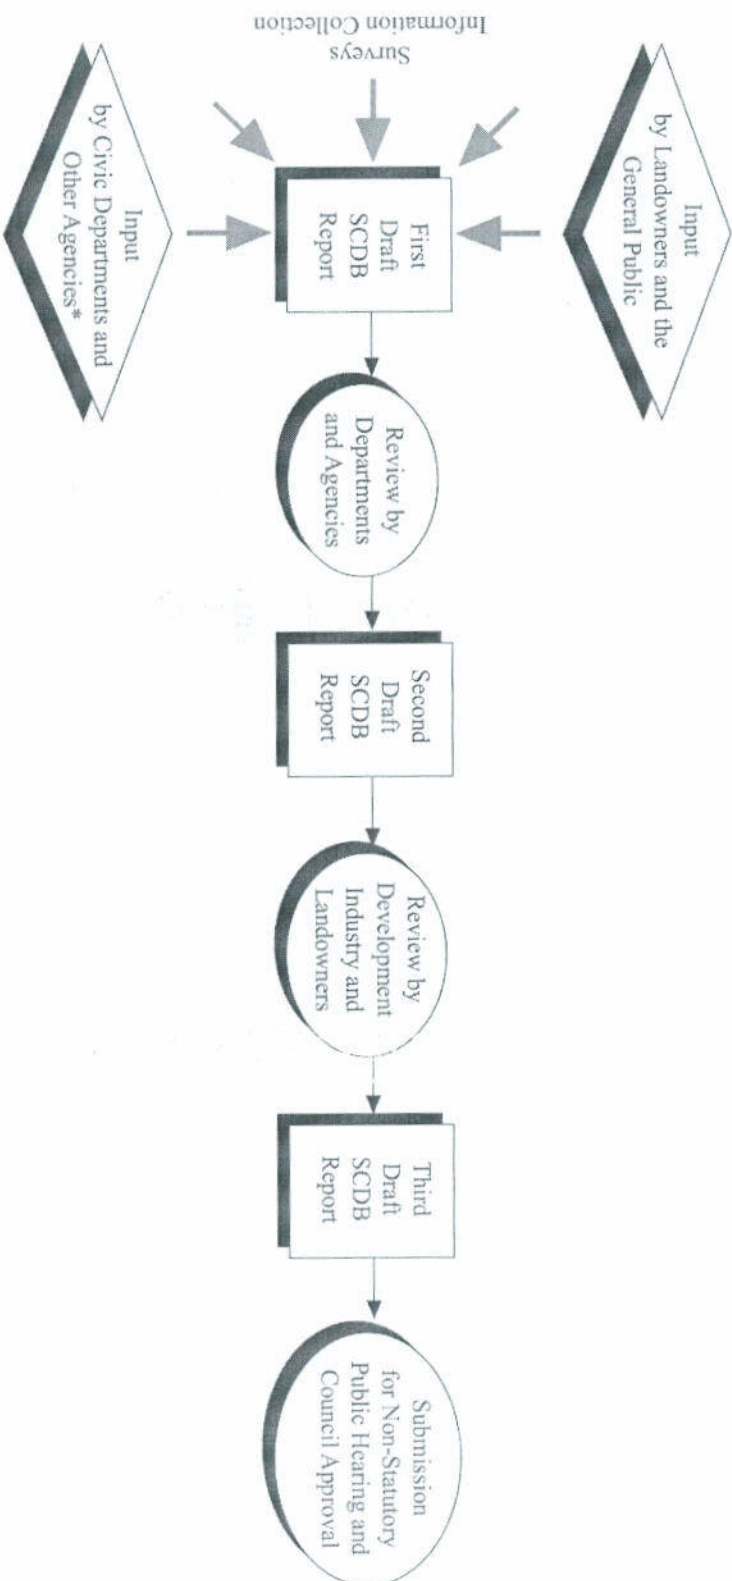 Information Collection
Surveys
Input
by Landowners and the
General Public
Input
by Civic Departments and
Other Agencies*
First
Draft
SCDB
Report
Review by
Departments
and Agencies
Second
Draft
SCDB
Report
Review by
Development
Industry and
Landowners
Third
Draft
SCDB
Report
Submission
for Non-Statutory
Public Hearing and
Council Approval